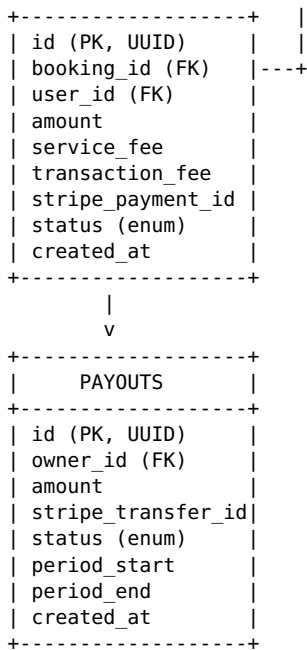 +-------------------+   |
| id (PK, UUID)     |   |
| booking_id (FK)   |---+
| user_id (FK)      |
| amount            |
| service_fee       |
| transaction_fee   |
| stripe_payment_id |
| status (enum)     |
| created_at        |
+-------------------+
        |
        v
+-------------------+
|     PAYOUTS       |
+-------------------+
| id (PK, UUID)     |
| owner_id (FK)     |
| amount            |
| stripe_transfer_id|
| status (enum)     |
| period_start      |
| period_end        |
| created_at        |
+-------------------+